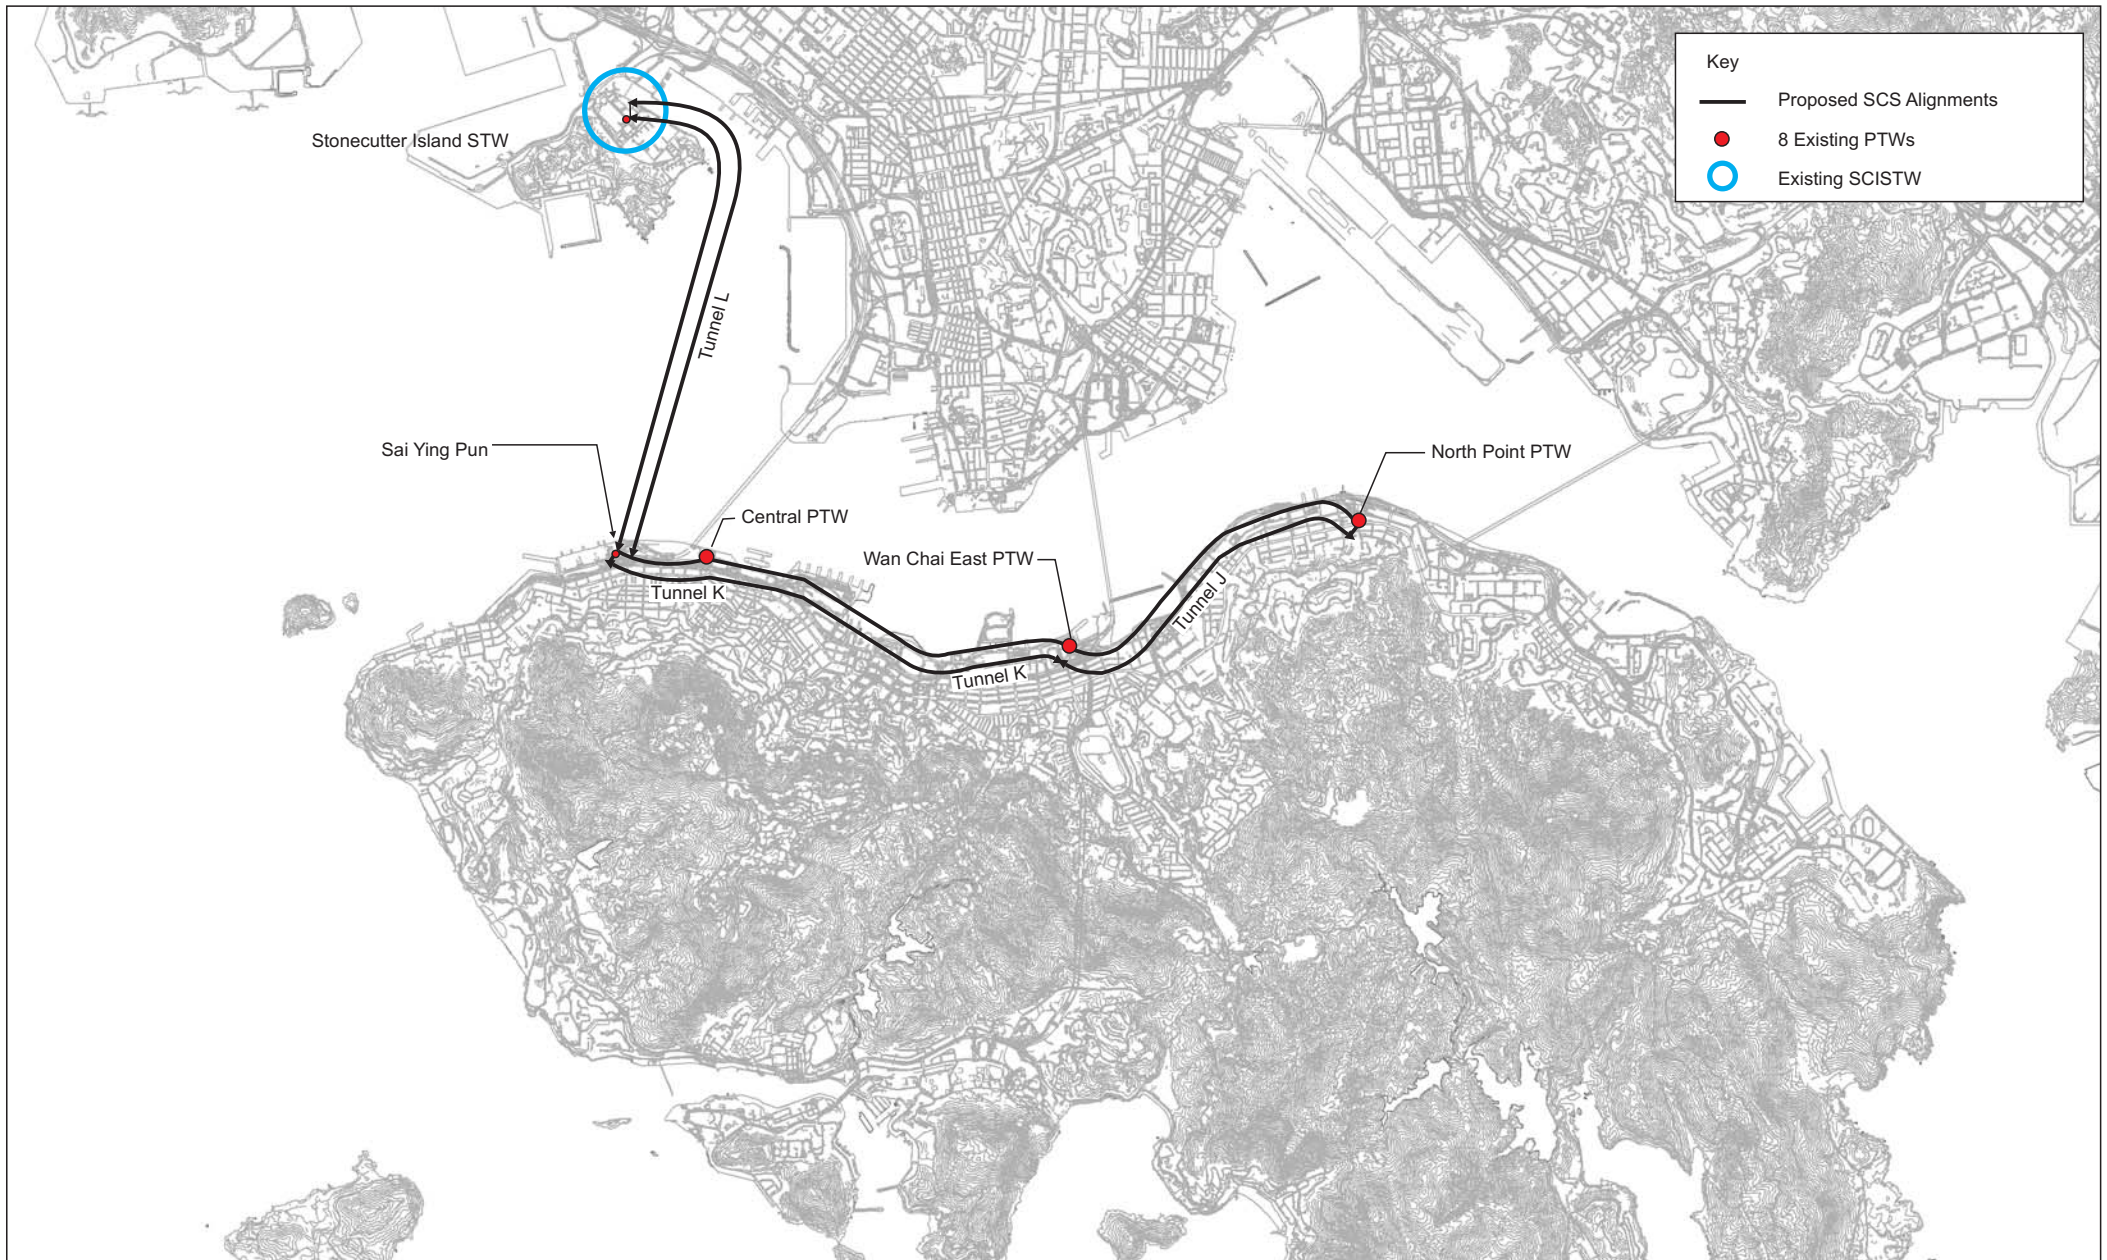 Key
Proposed SCS Alignments
8 Existing PTWs
Existing SCISTW
Stonecutter Island STW
Tunnel L
Sai Ying Pun
North Point PTW
Central PTW
Wan Chai East PTW
Tunnel K
Tunnel J
Tunnel K